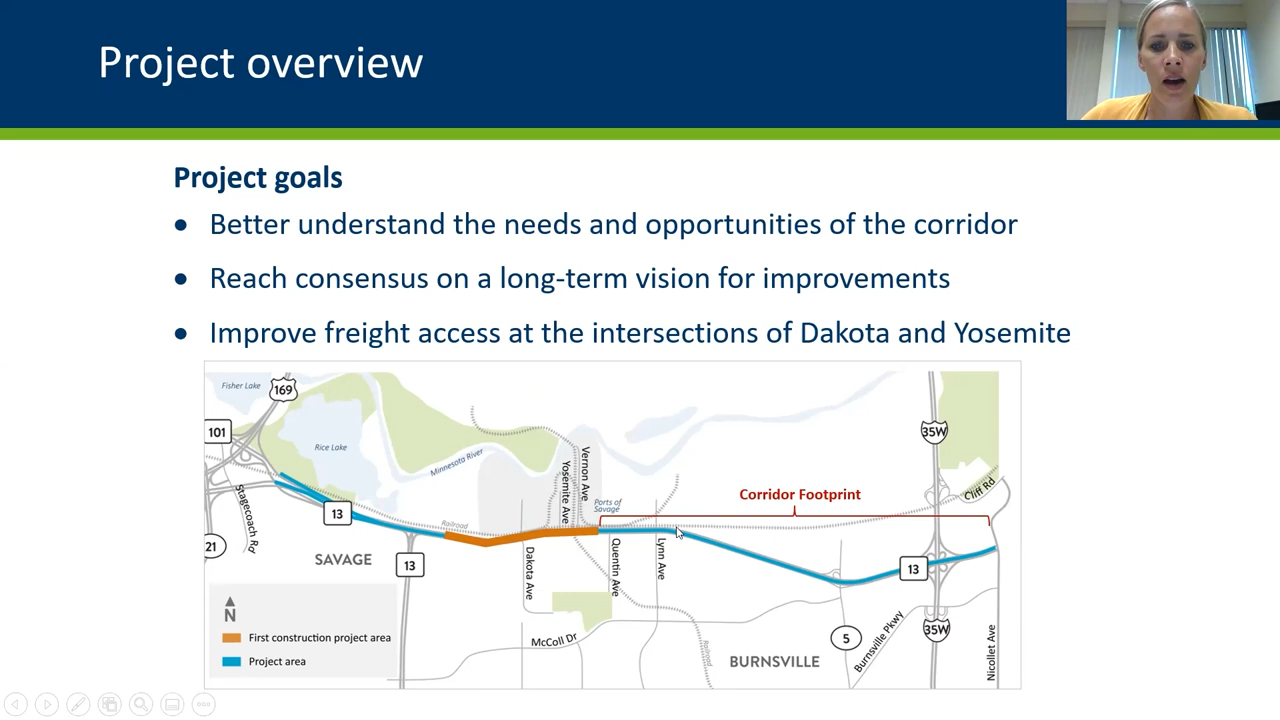 Project overview
Project goals
• Better understand the needs and opportunities of the corridor
• Reach consensus on a long-term vision for improvements
• Improve freight access at the intersections of Dakota and Yosemite
Fisher Lake
169
101
Rice Lake
Minnesota River
35W
Vernon Ave
Yosemite Ave
Ports of
Savage
Corridor Footprint
Cliff Rd
Stagecoach Rd
13
Railroad
21
SAVAGE
13
Dakota Ave
Quentin Ave
Lynn Ave
13
N
First construction project area
Project area
McColl Dr
Railroad
BURNSVILLE
5
Burnsville Pkwy
35W
Nicollet Ave